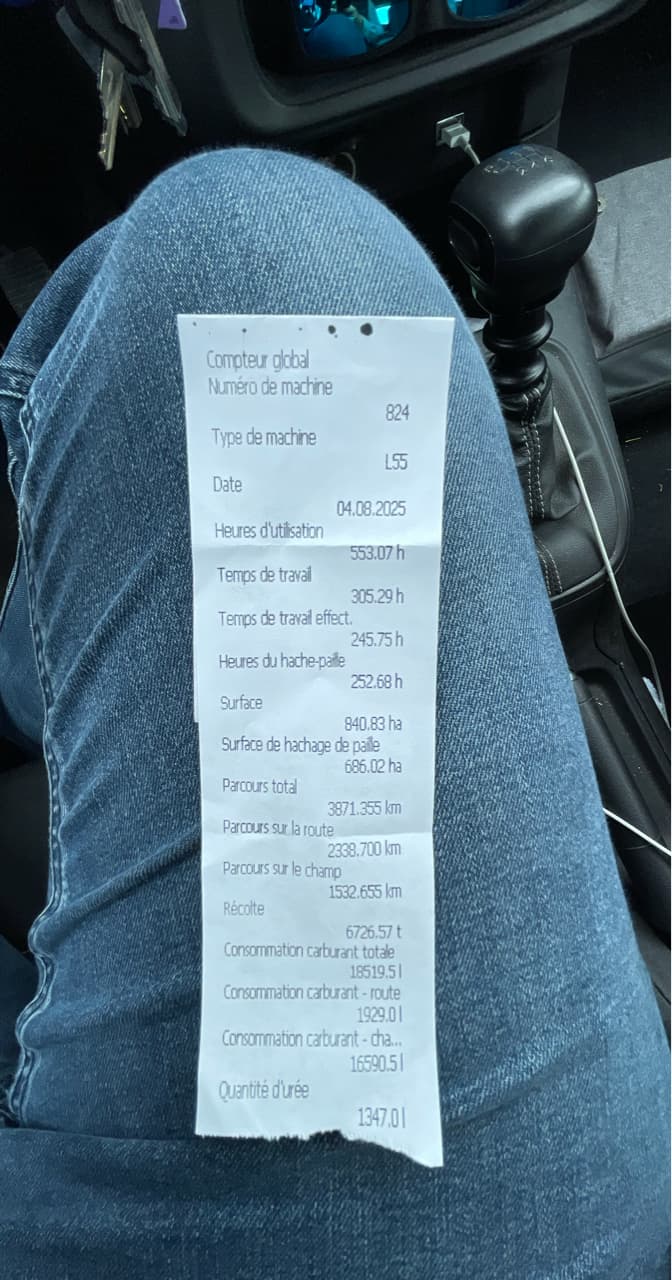 Compteur global
Numéro de machine
824
Type de machine
L55
Date
04.08.2025
Heures d'utilisation
553.07 h
Temps de travail
305.29 h
Temps de travail effect.
245.75 h
Heures du hache-paille
252.68 h
Surface
840.83 ha
Surface de hachage de paille
686.02 ha
Parcours total
3871.355 km
Parcours sur la route
2338.700 km
Parcours sur le champ
1532.655 km
Récolte
6726.57 t
Consommation carburant totale
18519.5 l
Consommation carburant - route
1929.0 l
Consommation carburant - cha...
16590.5 l
Quantité d'urée
1347.0 l